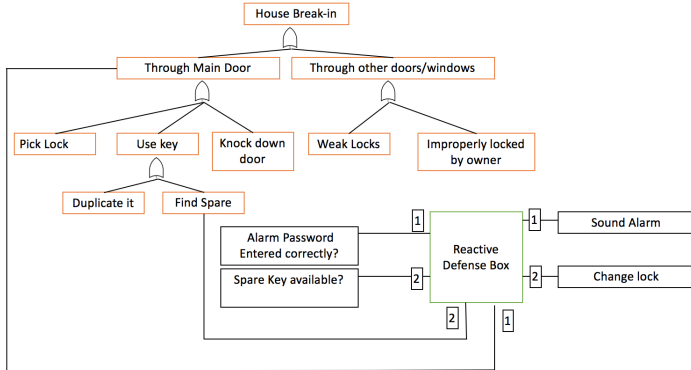 House Break-in
Through Main Door
Through other doors/windows
Pick Lock
Use key
Knock down
door
Weak Locks
Improperly locked
by owner
Duplicate it
Find Spare
Alarm Password
Entered correctly?
1
Reactive
Defense Box
1
Sound Alarm
Spare Key available?
2
2
Change lock
2
1